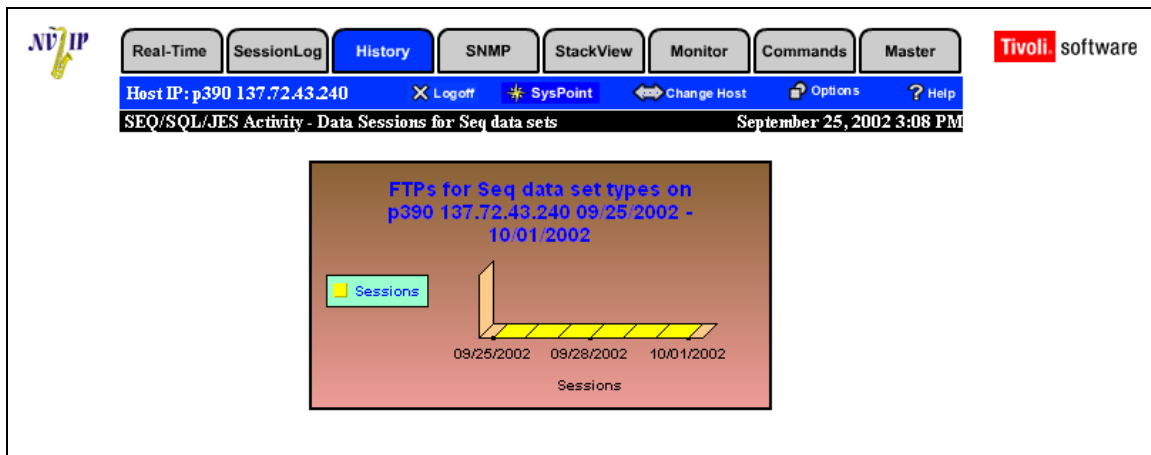 NV IP
Real-Time SessionLog History SNMP StackView Monitor Commands Master
Tivoli. software
Host IP: p390 137.72.43.240 Logoff SysPoint Change Host Options ? Help
SEQ/SQL/JES Activity - Data Sessions for Seq data sets September 25, 2002 3:08 PM
FTPs for Seq data set types on
p390 137.72.43.240 09/25/2002 -
10/01/2002
Sessions
09/25/2002 09/28/2002 10/01/2002
Sessions